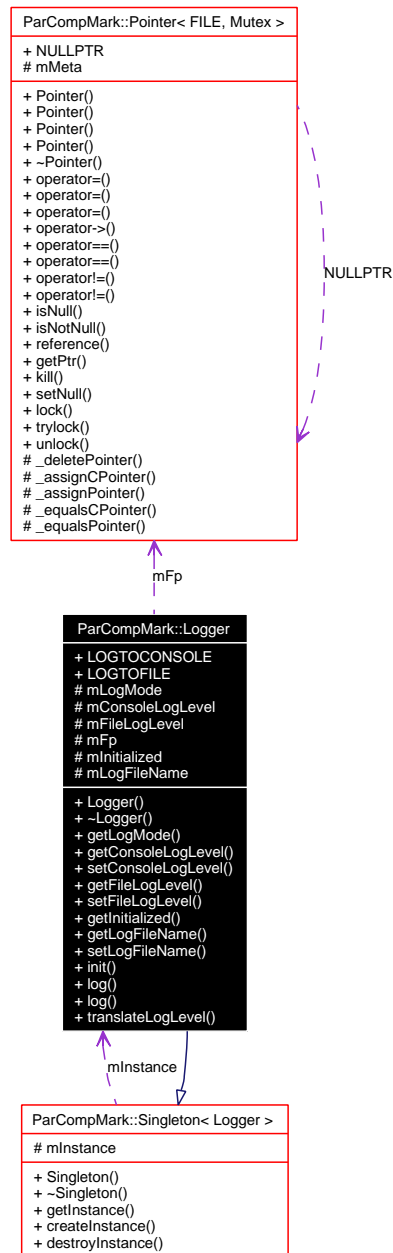 ParCompMark::Pointer< FILE, Mutex >
+ NULLPTR
# mMeta
+ Pointer()
+ Pointer()
+ Pointer()
+ Pointer()
+ ~Pointer()
+ operator=()
+ operator=()
+ operator=()
+ operator->()
+ operator==()
+ operator==()
+ operator!=()
+ operator!=()
+ isNull()
+ isNotNull()
+ reference()
+ getPtr()
+ kill()
+ setNull()
+ lock()
+ trylock()
+ unlock()
# _deletePointer()
# _assignCPointer()
# _assignPointer()
# _equalsCPointer()
# _equalsPointer()
NULLPTR
mFp
ParCompMark::Logger
+ LOGTOCONSOLE
+ LOGTOFILE
# mLogMode
# mConsoleLogLevel
# mFileLogLevel
# mFp
# mInitialized
# mLogFileName
+ Logger()
+ ~Logger()
+ getLogMode()
+ getConsoleLogLevel()
+ setConsoleLogLevel()
+ getFileLogLevel()
+ setFileLogLevel()
+ getInitialized()
+ getLogFileName()
+ setLogFileName()
+ init()
+ log()
+ log()
+ translateLogLevel()
mInstance
ParCompMark::Singleton< Logger >
# mInstance
+ Singleton()
+ ~Singleton()
+ getInstance()
+ createInstance()
+ destroyInstance()